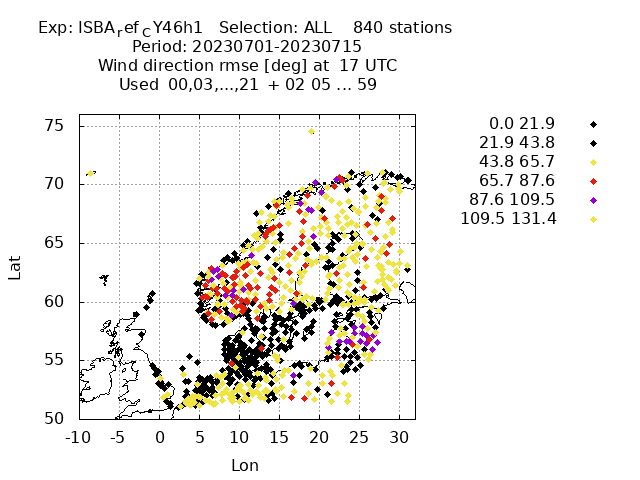 Exp: ISBA_ref_CY46h1   Selection: ALL    840 stations
Period: 20230701-20230715
Wind direction rmse [deg] at  17 UTC
Used  00,03,...,21  + 02 05 ... 59
0.0 21.9
21.9 43.8
43.8 65.7
65.7 87.6
87.6 109.5
109.5 131.4
75
70
65
60
55
50
Lat
-10 -5 0 5 10 15 20 25 30
Lon